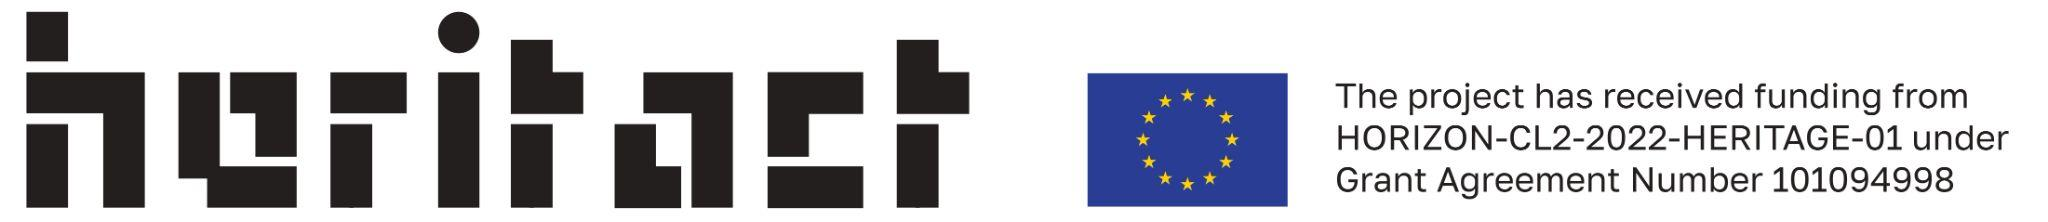 heritact
The project has received funding from
HORIZON-CL2-2022-HERITAGE-01 under
Grant Agreement Number 101094998